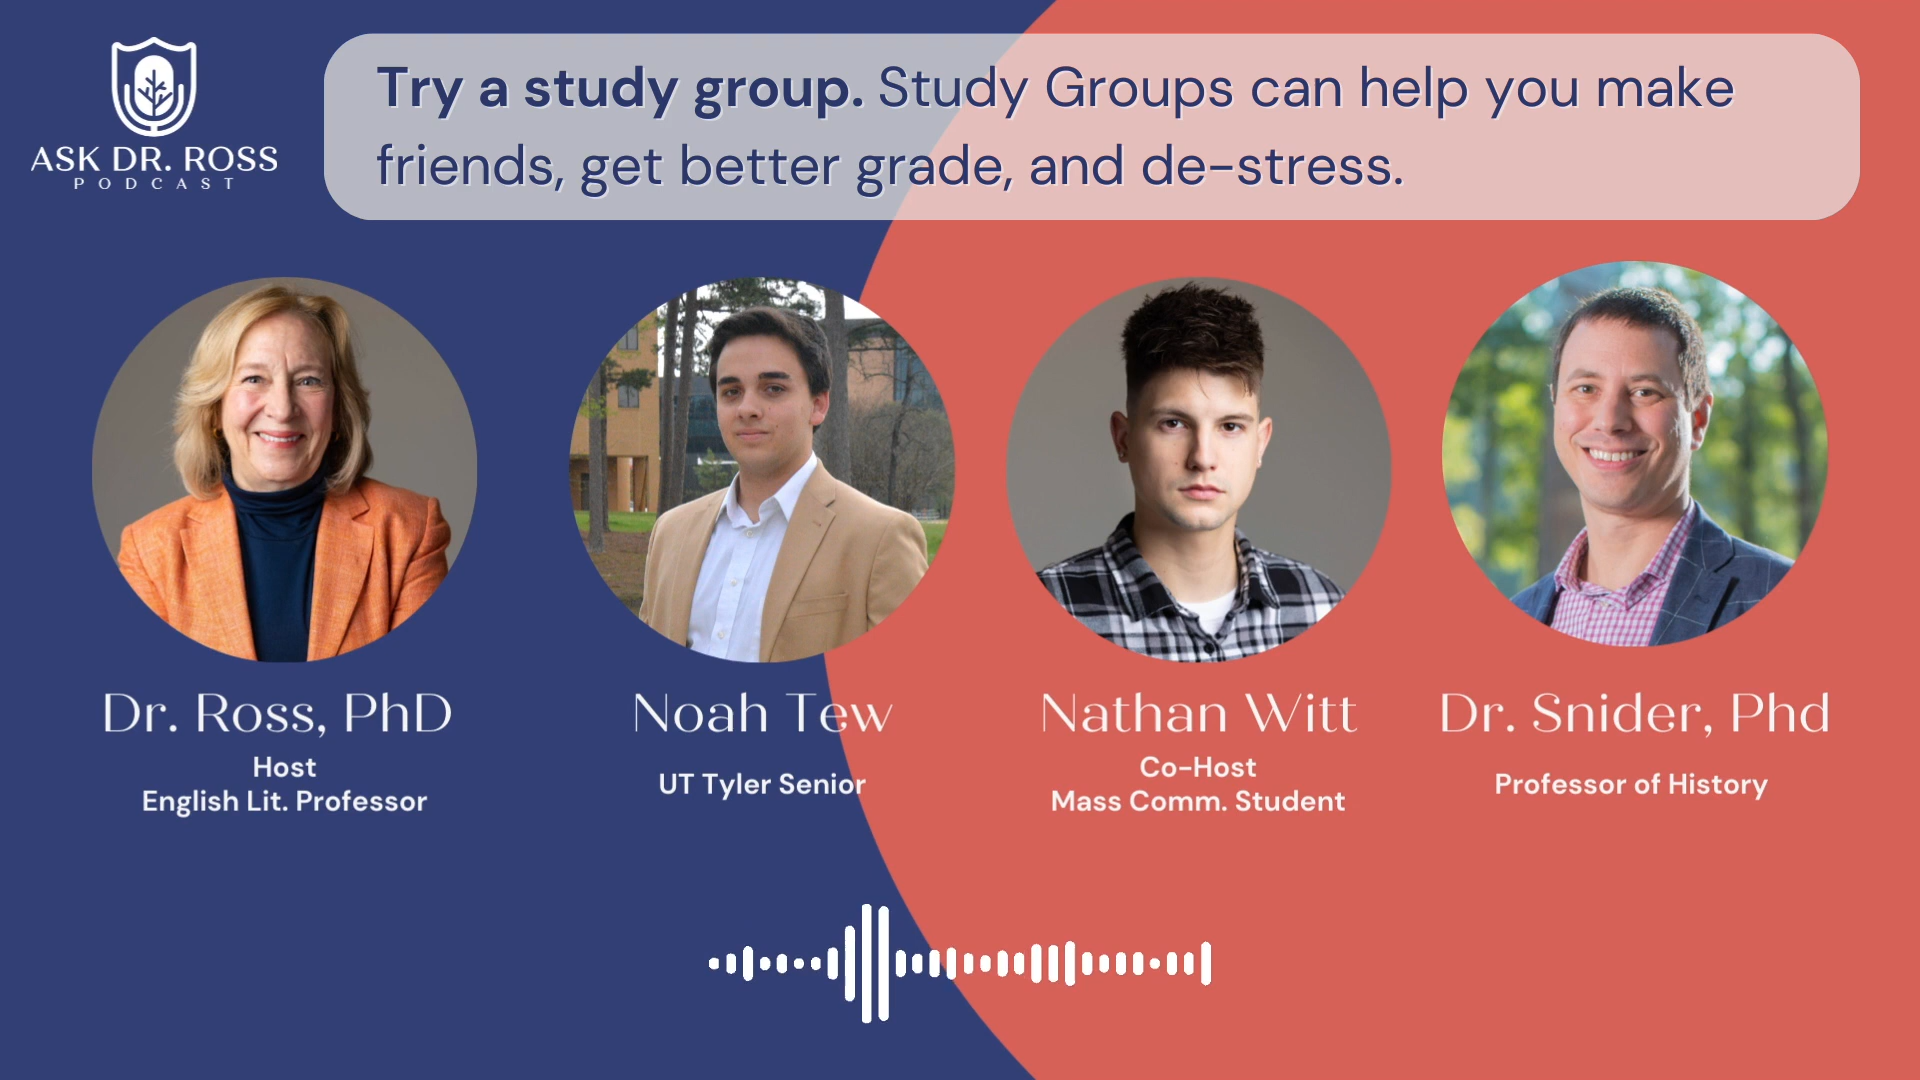 ASK DR. ROSS
PODCAST
Try a study group. Study Groups can help you make
friends, get better grade, and de-stress.
Dr. Ross, PhD
Host
English Lit. Professor
Noah Tew
UT Tyler Senior
Nathan Witt
Co-Host
Mass Comm. Student
Dr. Snider, Phd
Professor of History